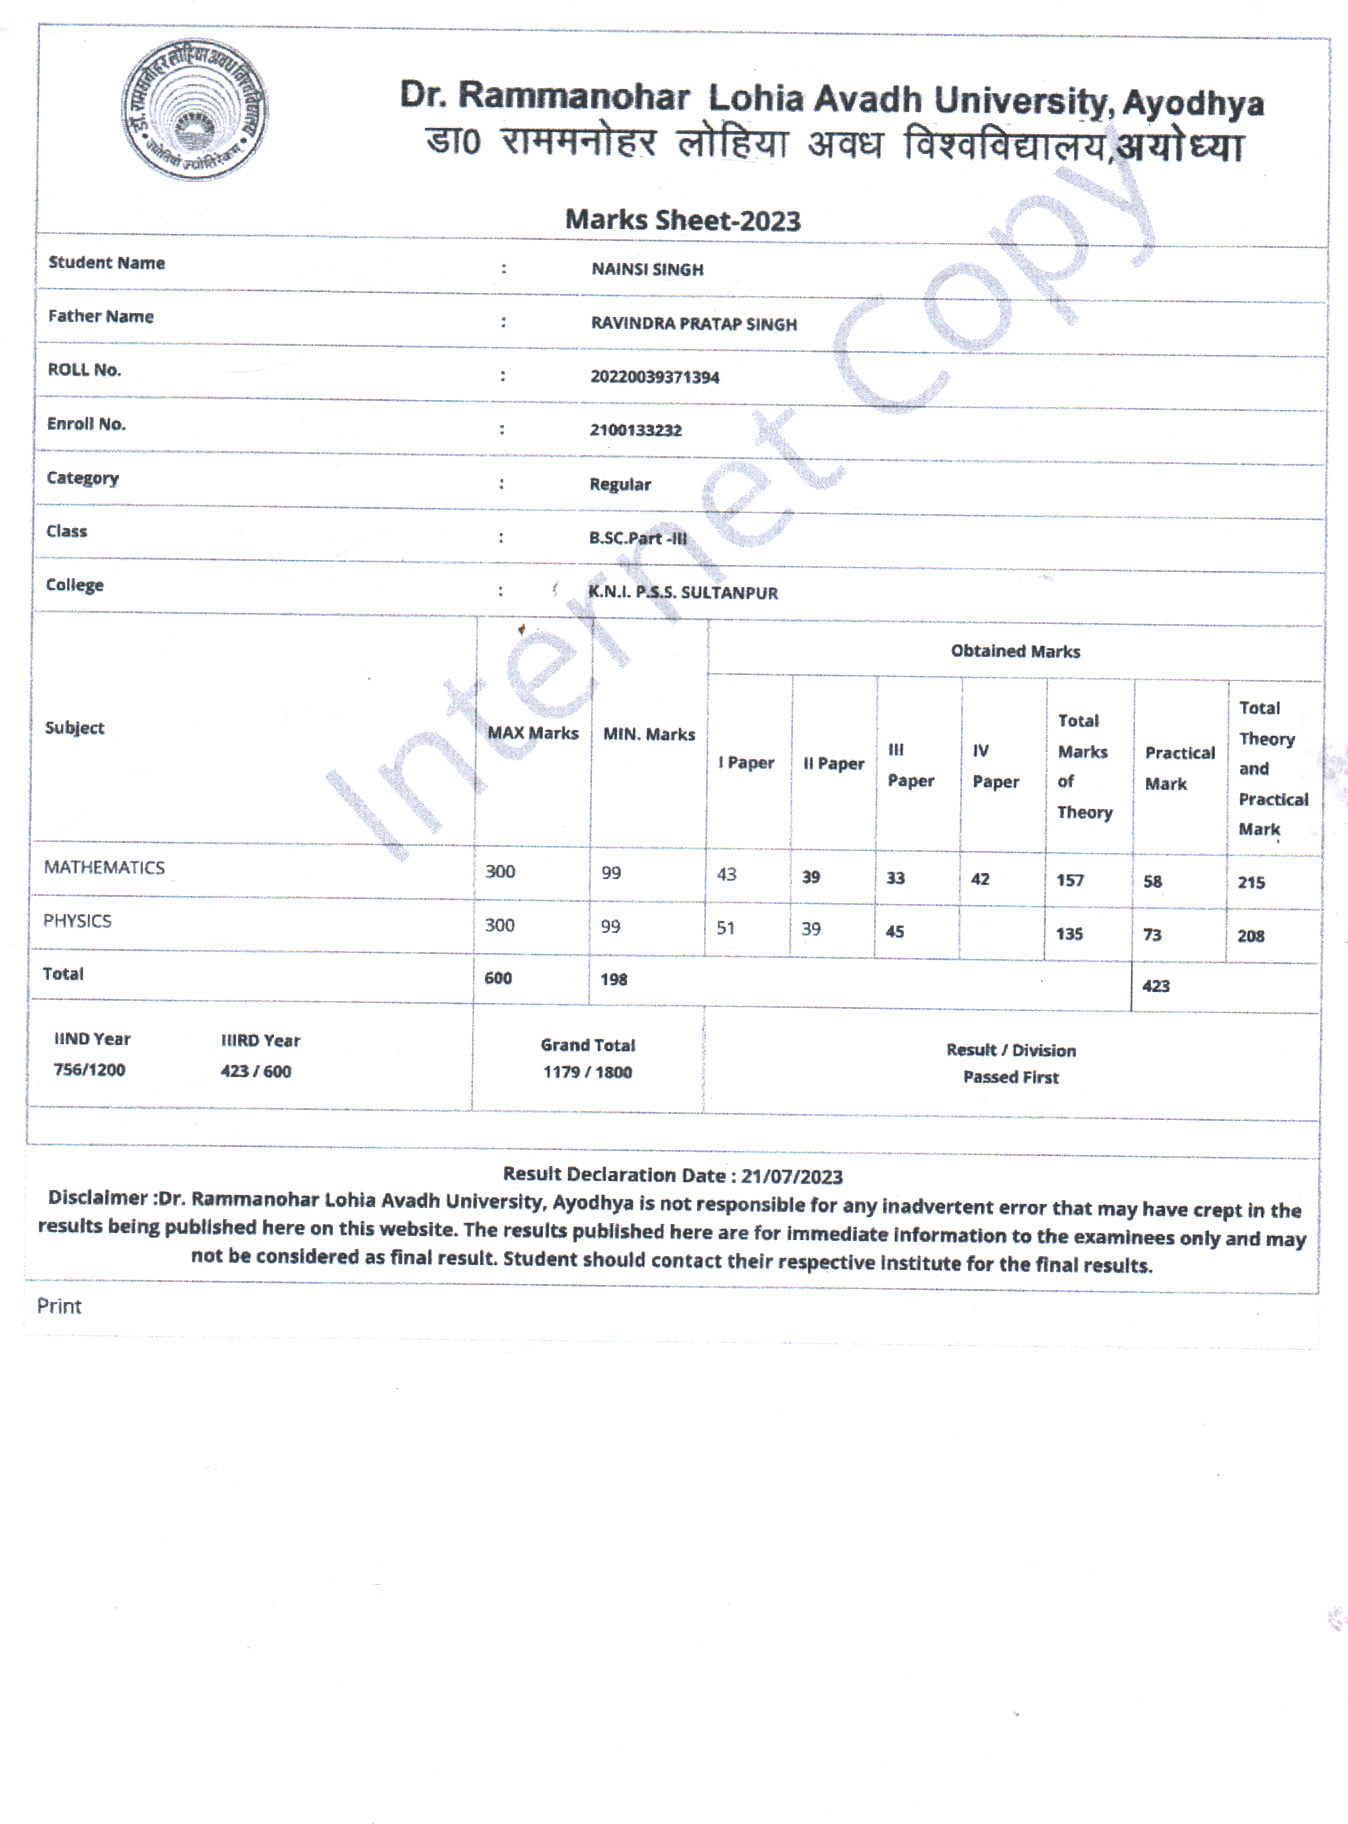 डा. राममनोहर लोहिया अवध विश्वविद्यालय
Dr. Rammanohar Lohia Avadh University, Ayodhya
डा0 राममनोहर लोहिया अवध विश्वविद्यालय,अयोध्या
Marks Sheet-2023
Student Name : NAINSI SINGH
Father Name : RAVINDRA PRATAP SINGH
ROLL No. : 20220039371394
Enroll No. : 2100133232
Category : Regular
Class : B.SC.Part -III
College : K.N.I. P.S.S. SULTANPUR
Internet Copy
Subject MAX Marks MIN. Marks Obtained Marks
I Paper II Paper III Paper IV Paper Total Marks of Theory Practical Mark Total Theory and Practical Mark
MATHEMATICS 300 99 43 39 33 42 157 58 215
PHYSICS 300 99 51 39 45 135 73 208
Total 600 198 423
IIND Year IIIRD Year Grand Total Result / Division
756/1200 423 / 600 1179 / 1800 Passed First
Result Declaration Date : 21/07/2023
Disclaimer :Dr. Rammanohar Lohia Avadh University, Ayodhya is not responsible for any inadvertent error that may have crept in the
results being published here on this website. The results published here are for immediate information to the examinees only and may
not be considered as final result. Student should contact their respective institute for the final results.
Print